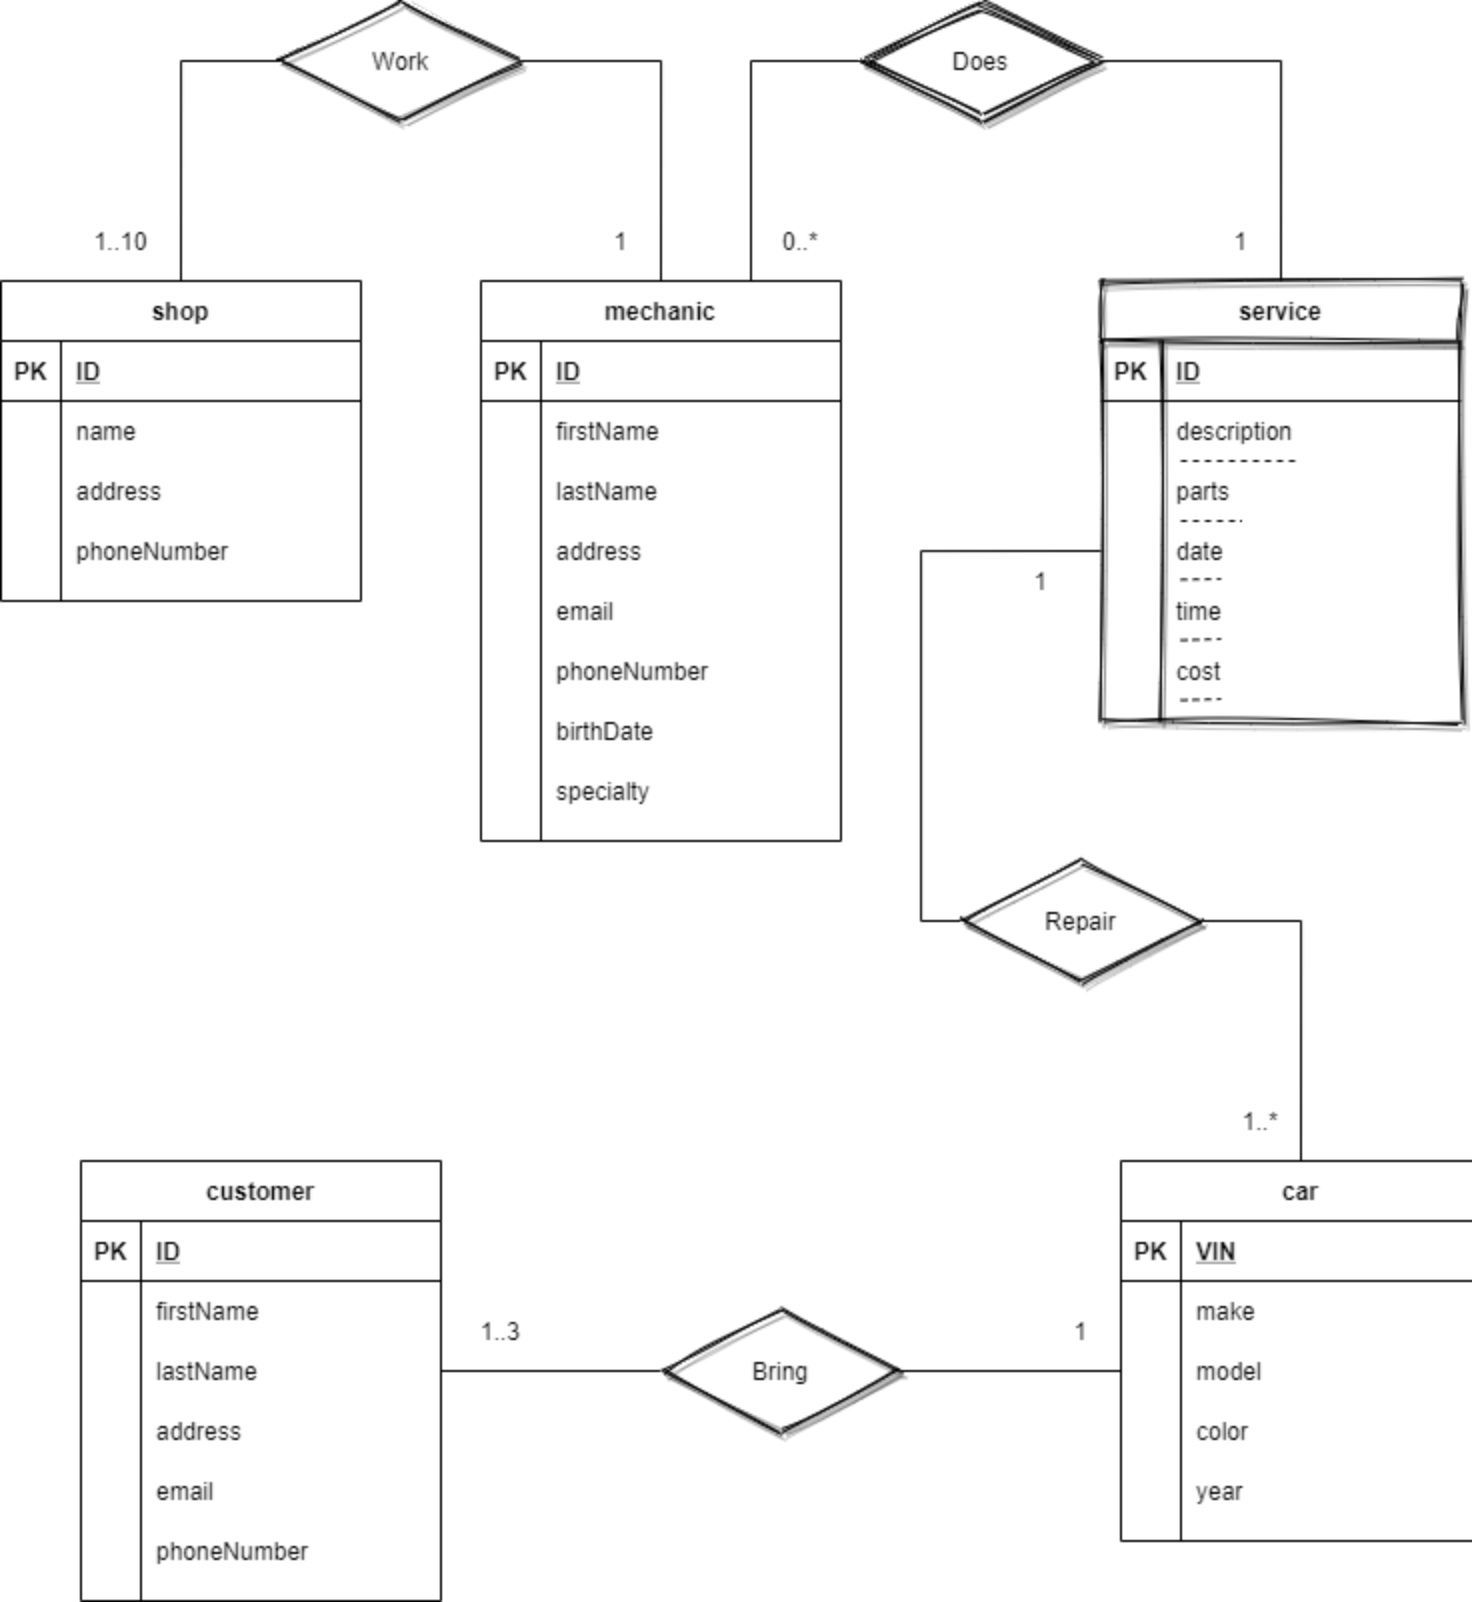 Work
Does
1..10
1
0..*
1
shop
PK ID
name
address
phoneNumber
mechanic
PK ID
firstName
lastName
address
email
phoneNumber
birthDate
specialty
service
PK ID
description
parts
date
time
cost
1
Repair
1..*
customer
PK ID
firstName
lastName
address
email
phoneNumber
1..3
Bring
1
car
PK VIN
make
model
color
year